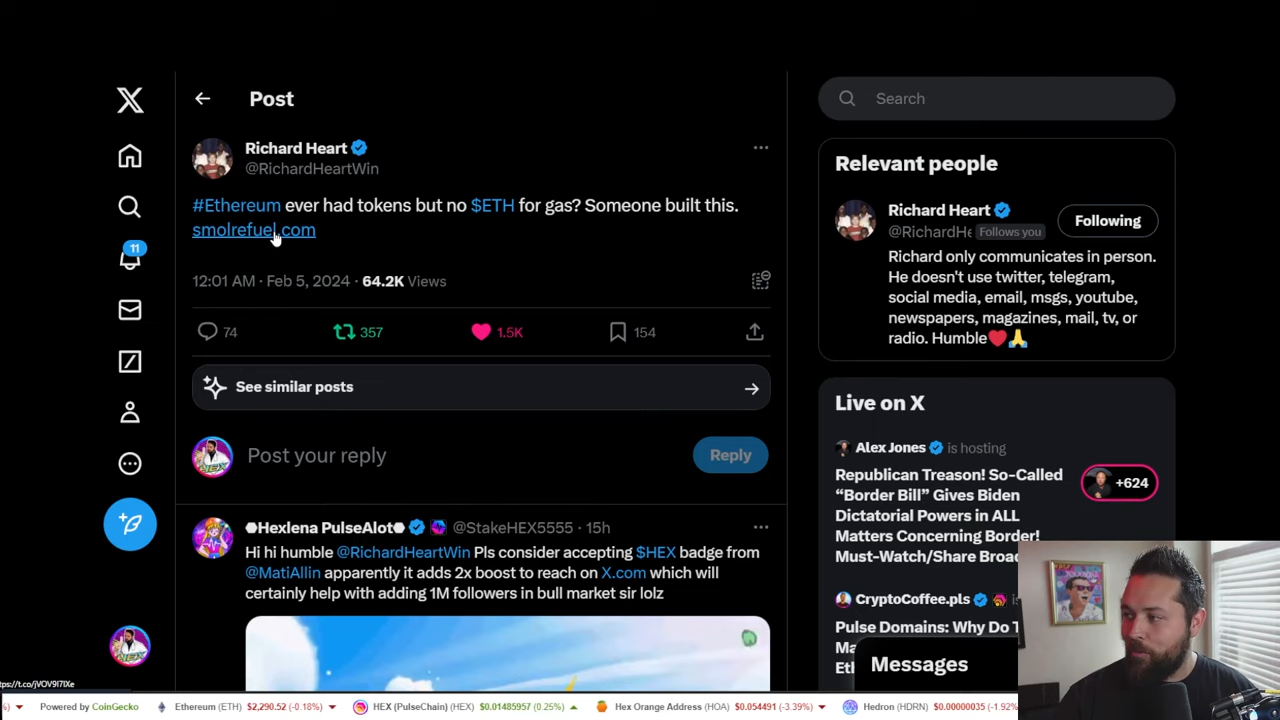 Post
Search
Richard Heart
@RichardHeartWin
#Ethereum ever had tokens but no $ETH for gas? Someone built this.
smolrefuel.com
12:01 AM · Feb 5, 2024 · 64.2K Views
74
357
1.5K
154
See similar posts
Post your reply
Reply
⬣Hexlena PulseAlot⬣ @StakeHEX5555 · 15h
Hi hi humble @RichardHeartWin Pls consider accepting $HEX badge from
@MatiAllin apparently it adds 2x boost to reach on X.com which will
certainly help with adding 1M followers in bull market sir lolz
11
Relevant people
Richard Heart
@RichardHe Follows you
Following
Richard only communicates in person.
He doesn't use twitter, telegram,
social media, email, msgs, youtube,
newspapers, magazines, mail, tv, or
radio. Humble❤️🙏
Live on X
Alex Jones is hosting
Republican Treason! So-Called
“Border Bill” Gives Biden
Dictatorial Powers in ALL
Matters Concerning Border!
Must-Watch/Share Broa
+624
CryptoCoffee.pls is
Pulse Domains: Why Do T
Ma
Eth
Messages
ttps://t.co/jVOV9I7IXe
%) Powered by CoinGecko Ethereum (ETH) $2,290.52 (-0.18%) HEX (PulseChain) (HEX) $0.01485957 (0.25%) Hex Orange Address (HOA) $0.054491 (-3.39%) Hedron (HDRN) $0.00000035 (-1.92%